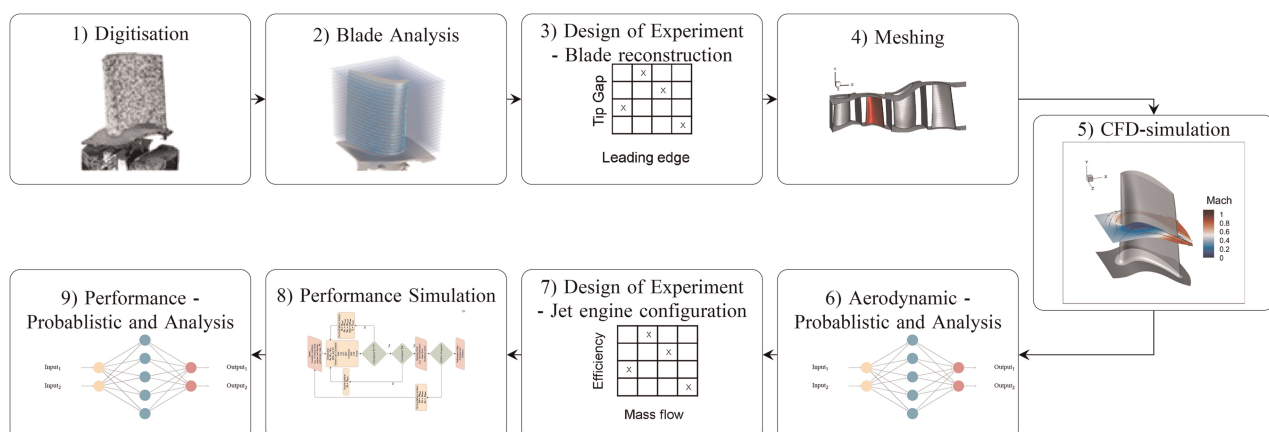 1) Digitisation
2) Blade Analysis
3) Design of Experiment
- Blade reconstruction
Tip Gap
x
x
x
x
Leading edge
4) Meshing
Y
X
5) CFD-simulation
Y
X
Z
Mach
1
0.8
0.6
0.4
0.2
0
6) Aerodynamic -
Probablistic and Analysis
Input1
Input2
Output1
Output2
7) Design of Experiment
- Jet engine configuration
Efficiency
x
x
x
x
Mass flow
8) Performance Simulation
9) Performance -
Probablistic and Analysis
Input1
Input2
Output1
Output2